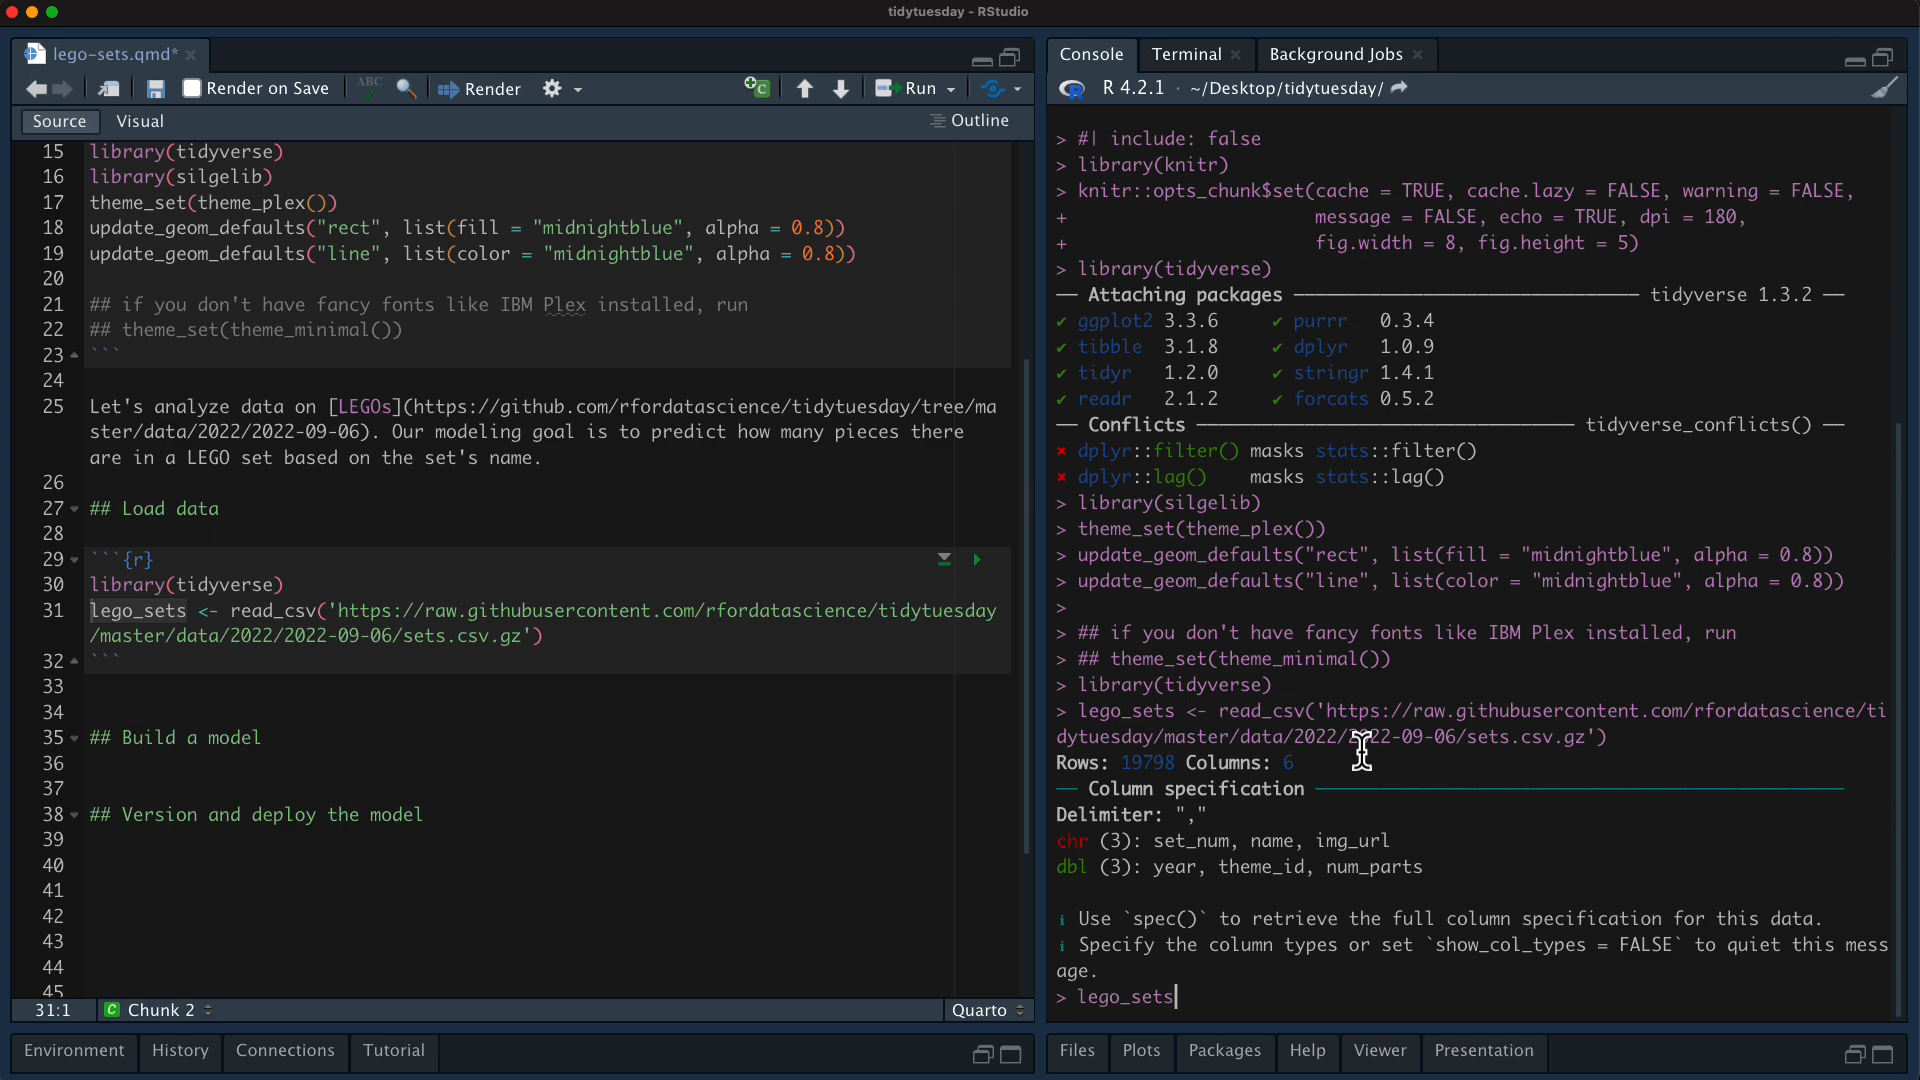 tidytuesday - RStudio
lego-sets.qmd*
Render on Save
ABC
Render
Run
Source Visual
Outline
15 library(tidyverse)
16 library(silgelib)
17 theme_set(theme_plex())
18 update_geom_defaults("rect", list(fill = "midnightblue", alpha = 0.8))
19 update_geom_defaults("line", list(color = "midnightblue", alpha = 0.8))
20
21 ## if you don't have fancy fonts like IBM Plex installed, run
22 ## theme_set(theme_minimal())
23 ```
24
25 Let's analyze data on [LEGOs](https://github.com/rfordatascience/tidytuesday/tree/ma
ster/data/2022/2022-09-06). Our modeling goal is to predict how many pieces there
are in a LEGO set based on the set's name.
26
27 ## Load data
28
29 ```{r}
30 library(tidyverse)
31 lego_sets <- read_csv('https://raw.githubusercontent.com/rfordatascience/tidytuesday
/master/data/2022/2022-09-06/sets.csv.gz')
32 ```
33
34
35 ## Build a model
36
37
38 ## Version and deploy the model
39
40
41
42
43
44
45
31:1
C Chunk 2
Quarto
Environment History Connections Tutorial
Console Terminal Background Jobs
R 4.2.1 · ~/Desktop/tidytuesday/
> #| include: false
> library(knitr)
> knitr::opts_chunk$set(cache = TRUE, cache.lazy = FALSE, warning = FALSE,
+ message = FALSE, echo = TRUE, dpi = 180,
+ fig.width = 8, fig.height = 5)
> library(tidyverse)
── Attaching packages ──────────────── tidyverse 1.3.2 ──
✔ ggplot2 3.3.6 ✔ purrr 0.3.4
✔ tibble 3.1.8 ✔ dplyr 1.0.9
✔ tidyr 1.2.0 ✔ stringr 1.4.1
✔ readr 2.1.2 ✔ forcats 0.5.2
── Conflicts ──────────────── tidyverse_conflicts() ──
✖ dplyr::filter() masks stats::filter()
✖ dplyr::lag() masks stats::lag()
> library(silgelib)
> theme_set(theme_plex())
> update_geom_defaults("rect", list(fill = "midnightblue", alpha = 0.8))
> update_geom_defaults("line", list(color = "midnightblue", alpha = 0.8))
>
> ## if you don't have fancy fonts like IBM Plex installed, run
> ## theme_set(theme_minimal())
> library(tidyverse)
> lego_sets <- read_csv('https://raw.githubusercontent.com/rfordatascience/ti
dytuesday/master/data/2022/2022-09-06/sets.csv.gz')
Rows: 19798 Columns: 6
── Column specification ────────────────
Delimiter: ","
chr (3): set_num, name, img_url
dbl (3): year, theme_id, num_parts
ℹ Use `spec()` to retrieve the full column specification for this data.
ℹ Specify the column types or set `show_col_types = FALSE` to quiet this mess
age.
> lego_sets
Files Plots Packages Help Viewer Presentation